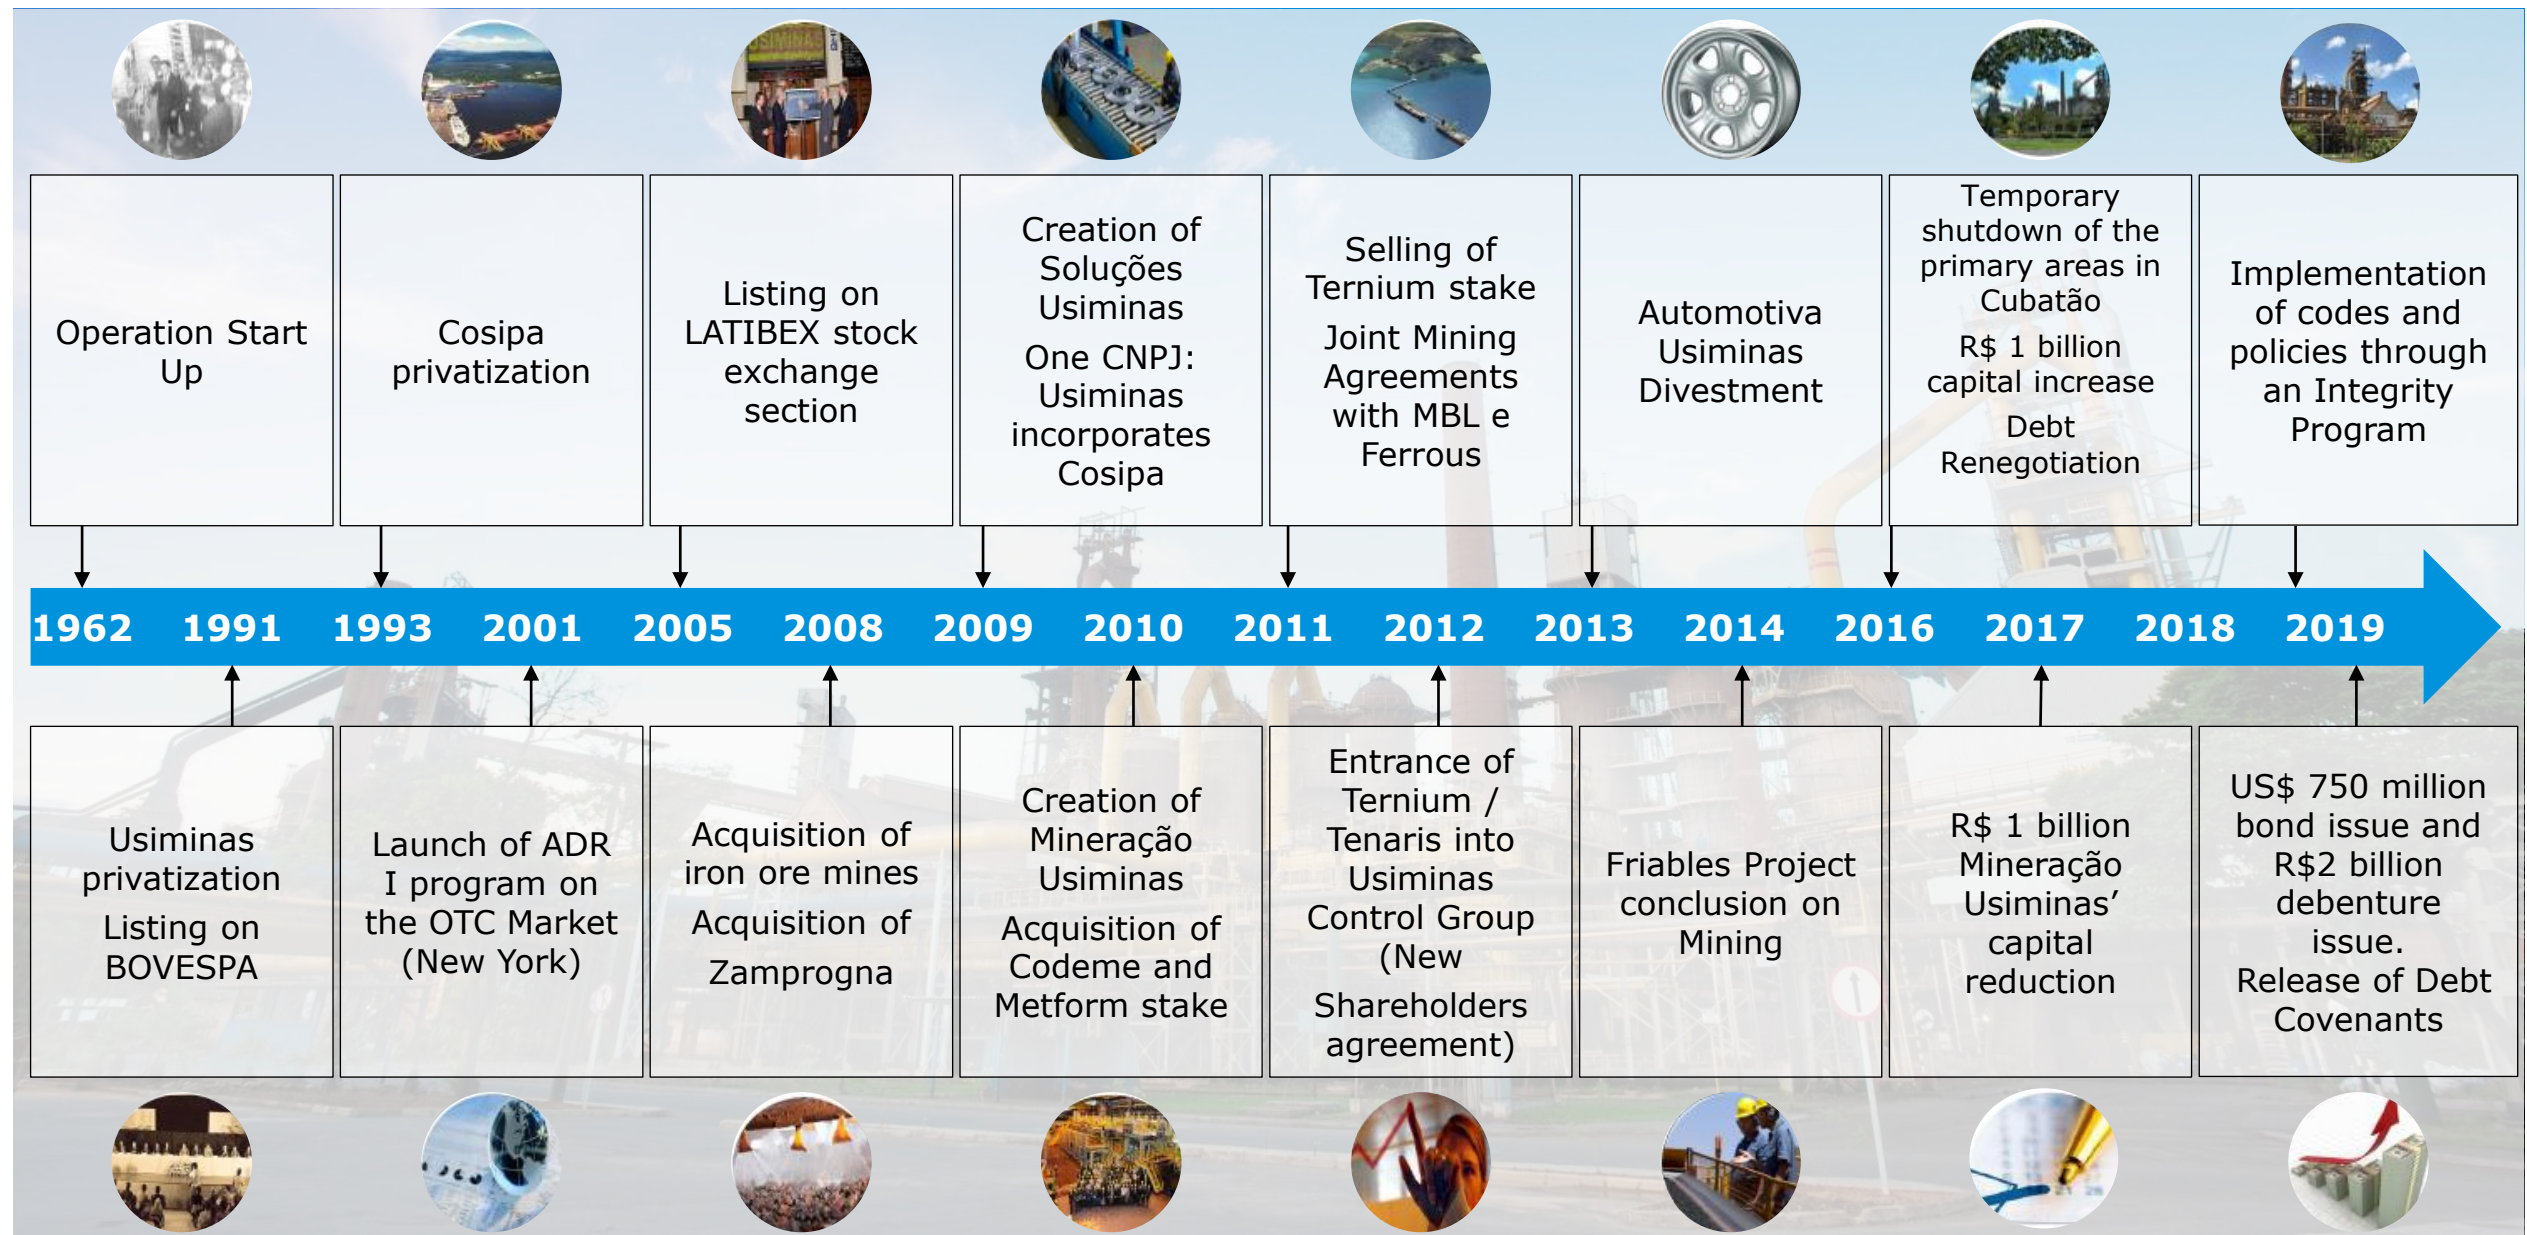 Operation Start
Up
Cosipa
privatization
Listing on
LATIBEX stock
exchange
section
Creation of
Soluções
Usiminas
One CNPJ:
Usiminas
incorporates
Cosipa
Selling of
Ternium stake
Joint Mining
Agreements
with MBL e
Ferrous
Automotiva
Usiminas
Divestment
Temporary
shutdown of the
primary areas in
Cubatão
R$ 1 billion
capital increase
Debt
Renegotiation
Implementation
of codes and
policies through
an Integrity
Program
1962 1991 1993 2001 2005 2008 2009 2010 2011 2012 2013 2014 2016 2017 2018 2019
Usiminas
privatization
Listing on
BOVESPA
Launch of ADR
I program on
the OTC Market
(New York)
Acquisition of
iron ore mines
Acquisition of
Zamprogna
Creation of
Mineração
Usiminas
Acquisition of
Codeme and
Metform stake
Entrance of
Ternium /
Tenaris into
Usiminas
Control Group
(New
Shareholders
agreement)
Friables Project
conclusion on
Mining
R$ 1 billion
Mineração
Usiminas’
capital
reduction
US$ 750 million
bond issue and
R$2 billion
debenture
issue.
Release of Debt
Covenants